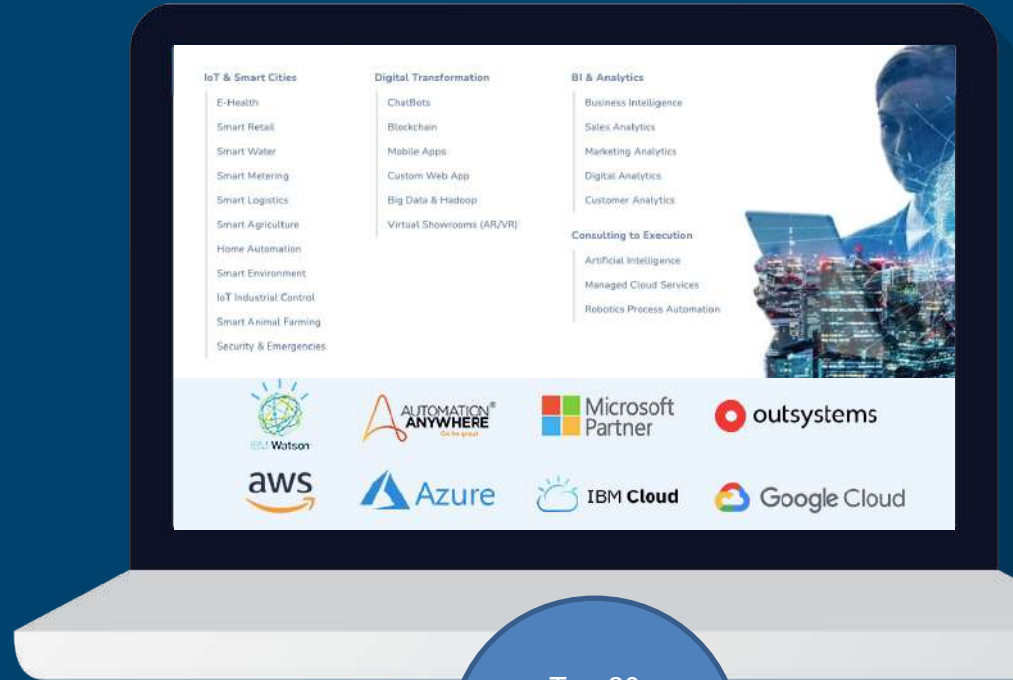 IoT & Smart Cities
E-Health
Smart Retail
Smart Water
Smart Metering
Smart Logistics
Smart Agriculture
Home Automation
Smart Environment
IoT Industrial Control
Smart Animal Farming
Security & Emergencies
Digital Transformation
ChatBots
Blockchain
Mobile Apps
Custom Web App
Big Data & Hadoop
Virtual Showrooms (AR/VR)
BI & Analytics
Business Intelligence
Sales Analytics
Marketing Analytics
Digital Analytics
Customer Analytics
Consulting to Execution
Artificial Intelligence
Managed Cloud Services
Robotics Process Automation
IBM Watson
AUTOMATION®
ANYWHERE
Go be great
Microsoft
Partner
outsystems
aws
Azure
IBM Cloud
Google Cloud